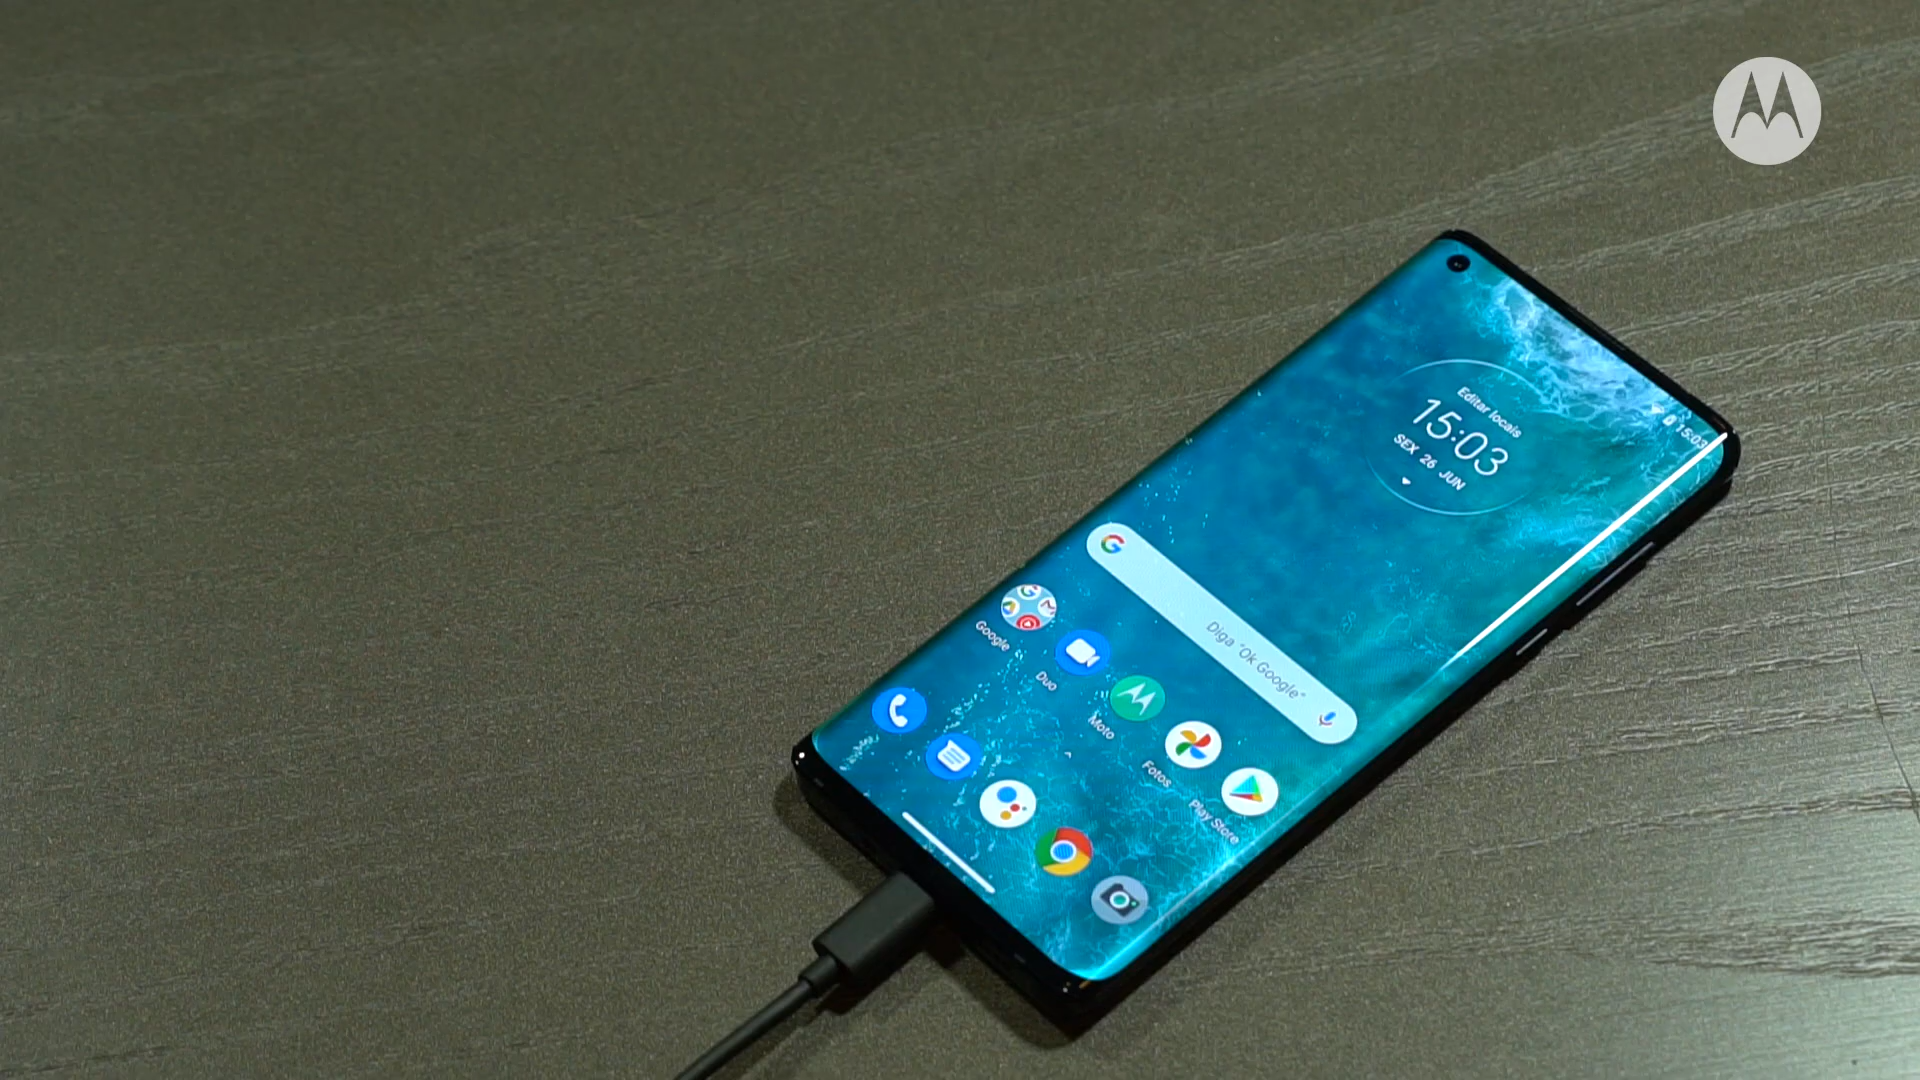 15:03
Editar locais
15:03
SEX 26 JUN
Diga "Ok Google"
Google
Duo
Moto
Fotos
Play Store